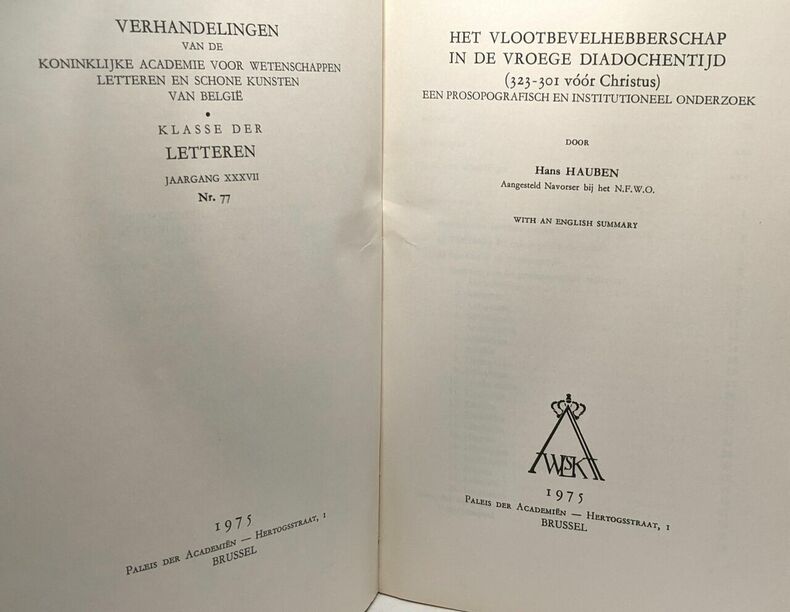 VERHANDELINGEN
VAN DE
KONINKLIJKE ACADEMIE VOOR WETENSCHAPPEN
LETTEREN EN SCHONE KUNSTEN
VAN BELGIË
•
KLASSE DER
LETTEREN
JAARGANG XXXVII
Nr. 77
1975
PALEIS DER ACADEMIËN — HERTOGSSTRAAT, 1
BRUSSEL
HET VLOOTBEVELHEBBERSCHAP
IN DE VROEGE DIADOCHENTIJD
(323-301 vóór Christus)
EEN PROSOPOGRAFISCH EN INSTITUTIONEEL ONDERZOEK
DOOR
Hans HAUBEN
Aangesteld Navorser bij het N.F.W.O.
WITH AN ENGLISH SUMMARY
AWLSKA
1975
PALEIS DER ACADEMIËN — HERTOGSSTRAAT, 1
BRUSSEL